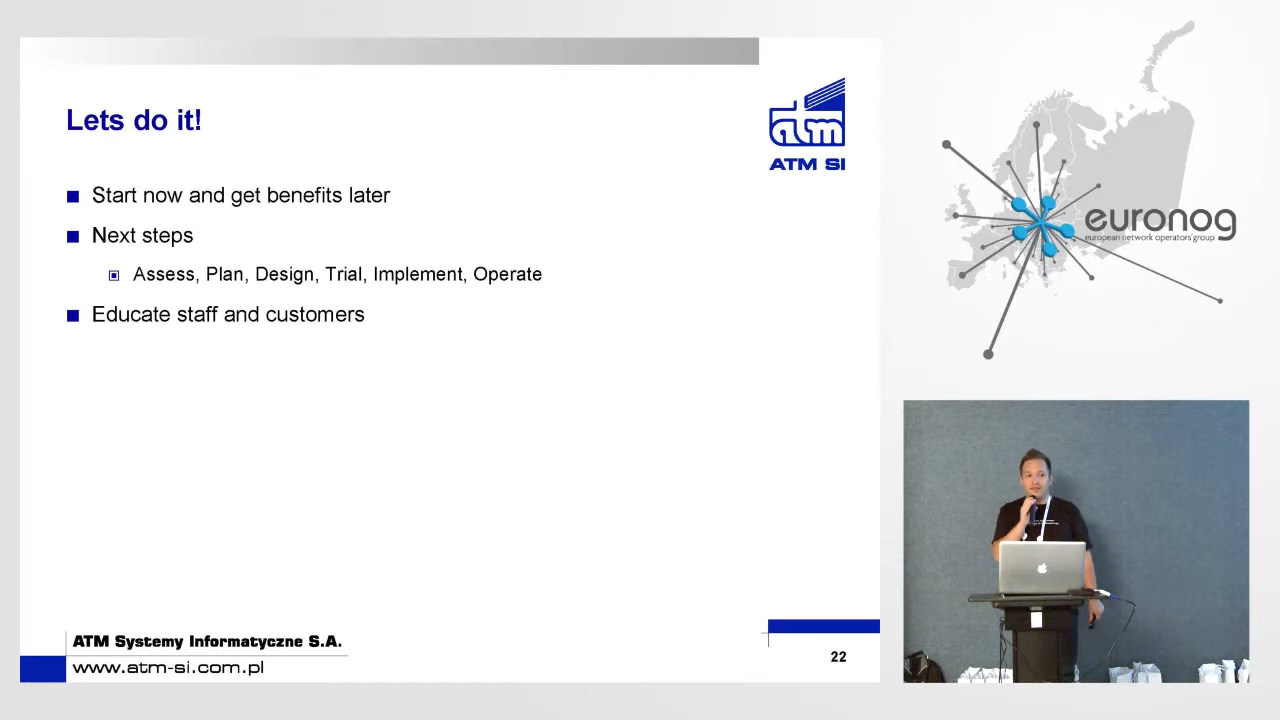 Lets do it!
atm
ATM SI
Start now and get benefits later
Next steps
Assess, Plan, Design, Trial, Implement, Operate
Educate staff and customers
ATM Systemy Informatyczne S.A.
www.atm-si.com.pl
22
euronog
european network operators' group